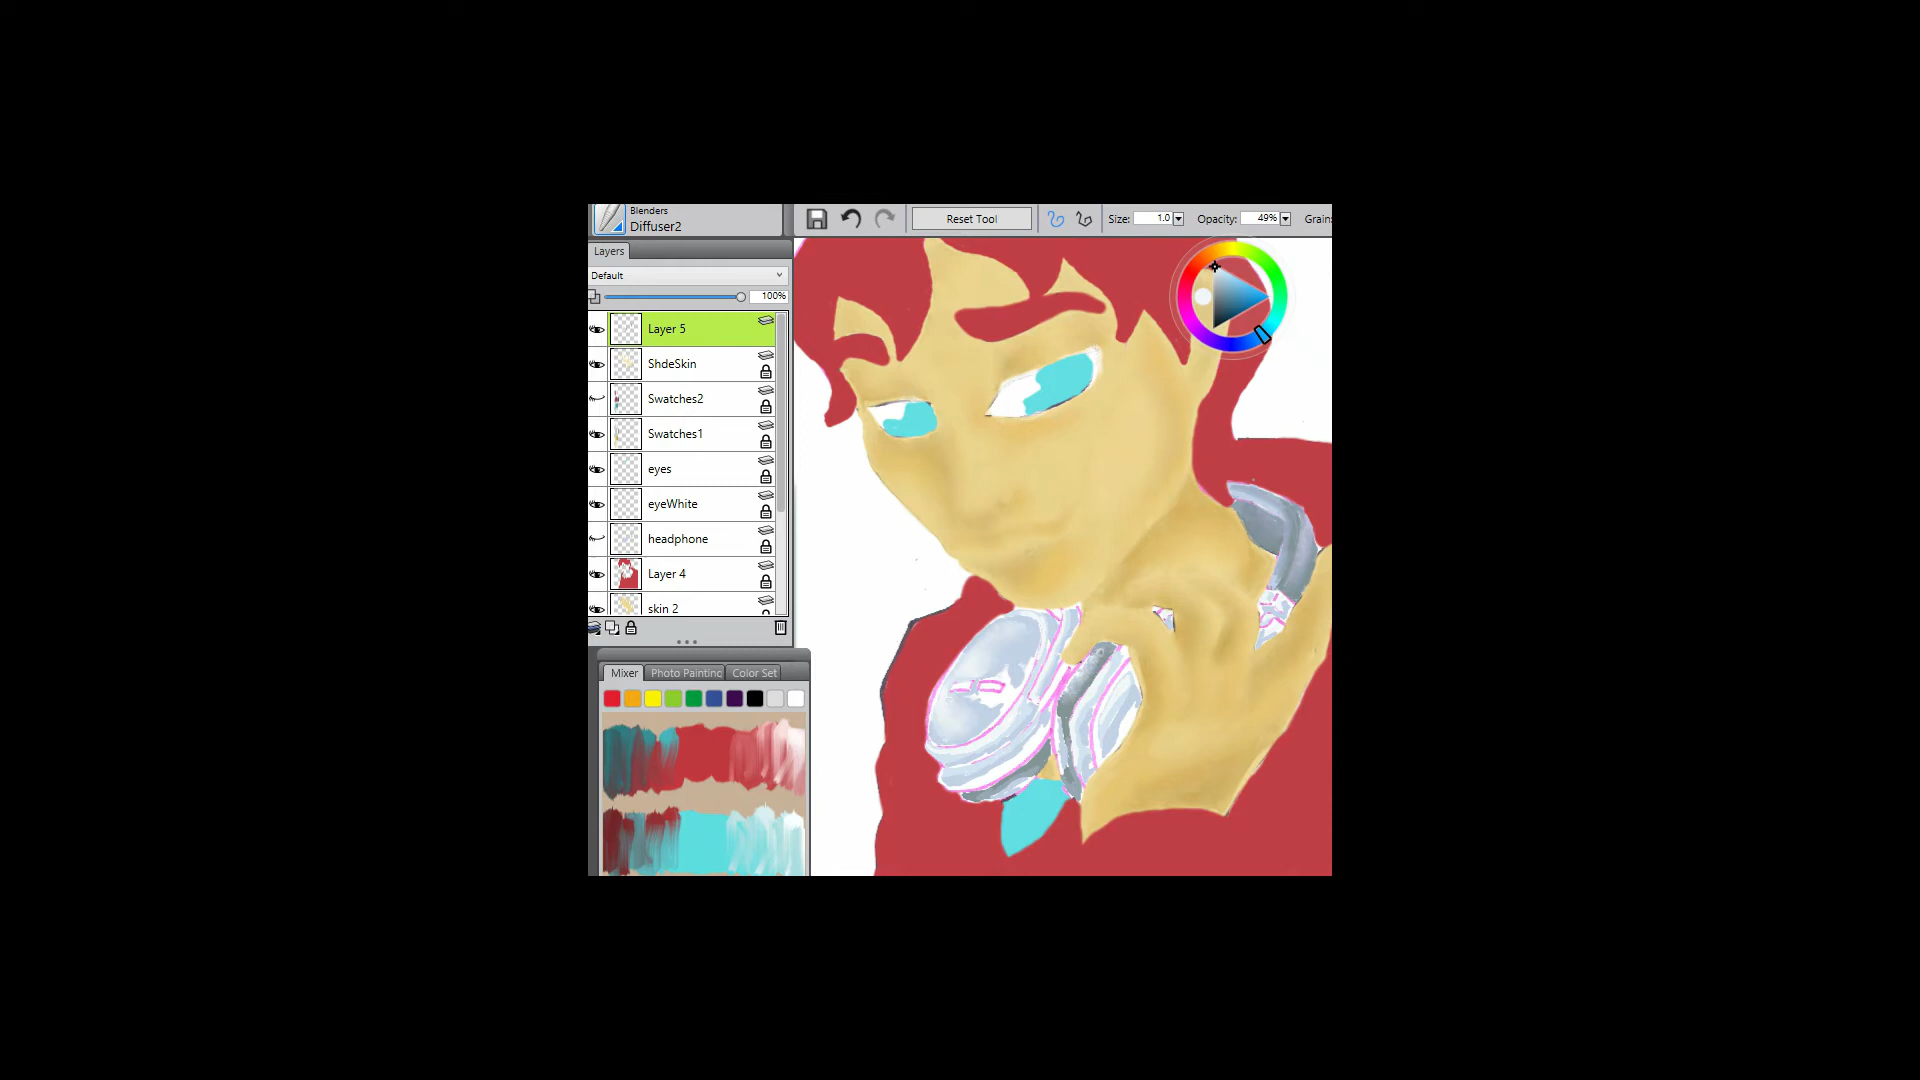 Blenders
Diffuser2
Reset Tool
Size: 1.0
Opacity: 49%
Grain:
Layers
Default
100%
Layer 5
ShdeSkin
Swatches2
Swatches1
eyes
eyeWhite
headphone
Layer 4
skin 2
Mixer
Photo Painting
Color Set